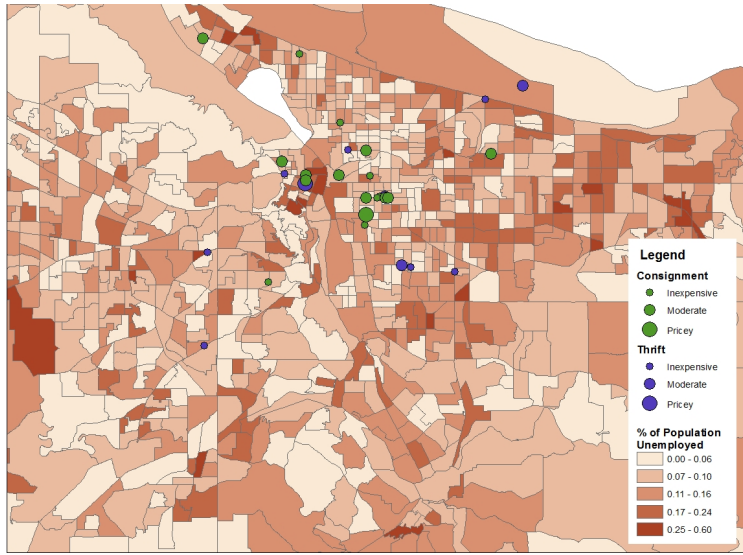 Legend
Consignment
Inexpensive
Moderate
Pricey
Thrift
Inexpensive
Moderate
Pricey
% of Population
Unemployed
0.00 - 0.06
0.07 - 0.10
0.11 - 0.16
0.17 - 0.24
0.25 - 0.60